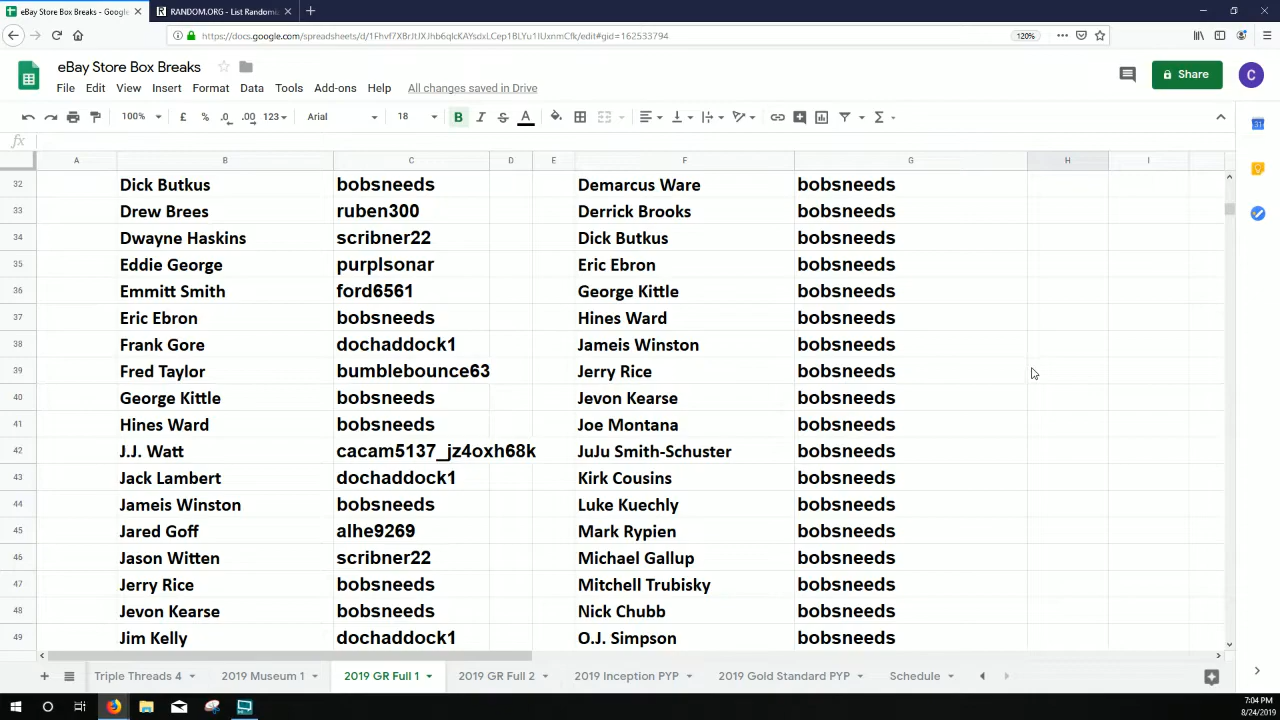 eBay Store Box Breaks - Google
RANDOM.ORG - List Randomi
https://docs.google.com/spreadsheets/d/
120%
eBay Store Box Breaks
File Edit View Insert Format Data Tools Add-ons Help All changes saved in Drive
Share
C
100% £ % .0 .00 123 Arial 18 B I S A
fx
A B C D E F G H I
32 Dick Butkus bobsneeds Demarcus Ware bobsneeds
33 Drew Brees ruben300 Derrick Brooks bobsneeds
34 Dwayne Haskins scribner22 Dick Butkus bobsneeds
35 Eddie George purplsonar Eric Ebron bobsneeds
36 Emmitt Smith ford6561 George Kittle bobsneeds
37 Eric Ebron bobsneeds Hines Ward bobsneeds
38 Frank Gore dochaddock1 Jameis Winston bobsneeds
39 Fred Taylor bumblebounce63 Jerry Rice bobsneeds
40 George Kittle bobsneeds Jevon Kearse bobsneeds
41 Hines Ward bobsneeds Joe Montana bobsneeds
42 J.J. Watt cacam5137_jz4oxh68k JuJu Smith-Schuster bobsneeds
43 Jack Lambert dochaddock1 Kirk Cousins bobsneeds
44 Jameis Winston bobsneeds Luke Kuechly bobsneeds
45 Jared Goff alhe9269 Mark Rypien bobsneeds
46 Jason Witten scribner22 Michael Gallup bobsneeds
47 Jerry Rice bobsneeds Mitchell Trubisky bobsneeds
48 Jevon Kearse bobsneeds Nick Chubb bobsneeds
49 Jim Kelly dochaddock1 O.J. Simpson bobsneeds
Triple Threads 4 2019 Museum 1 2019 GR Full 1 2019 GR Full 2 2019 Inception PYP 2019 Gold Standard PYP Schedule
7:04 PM
8/24/2019